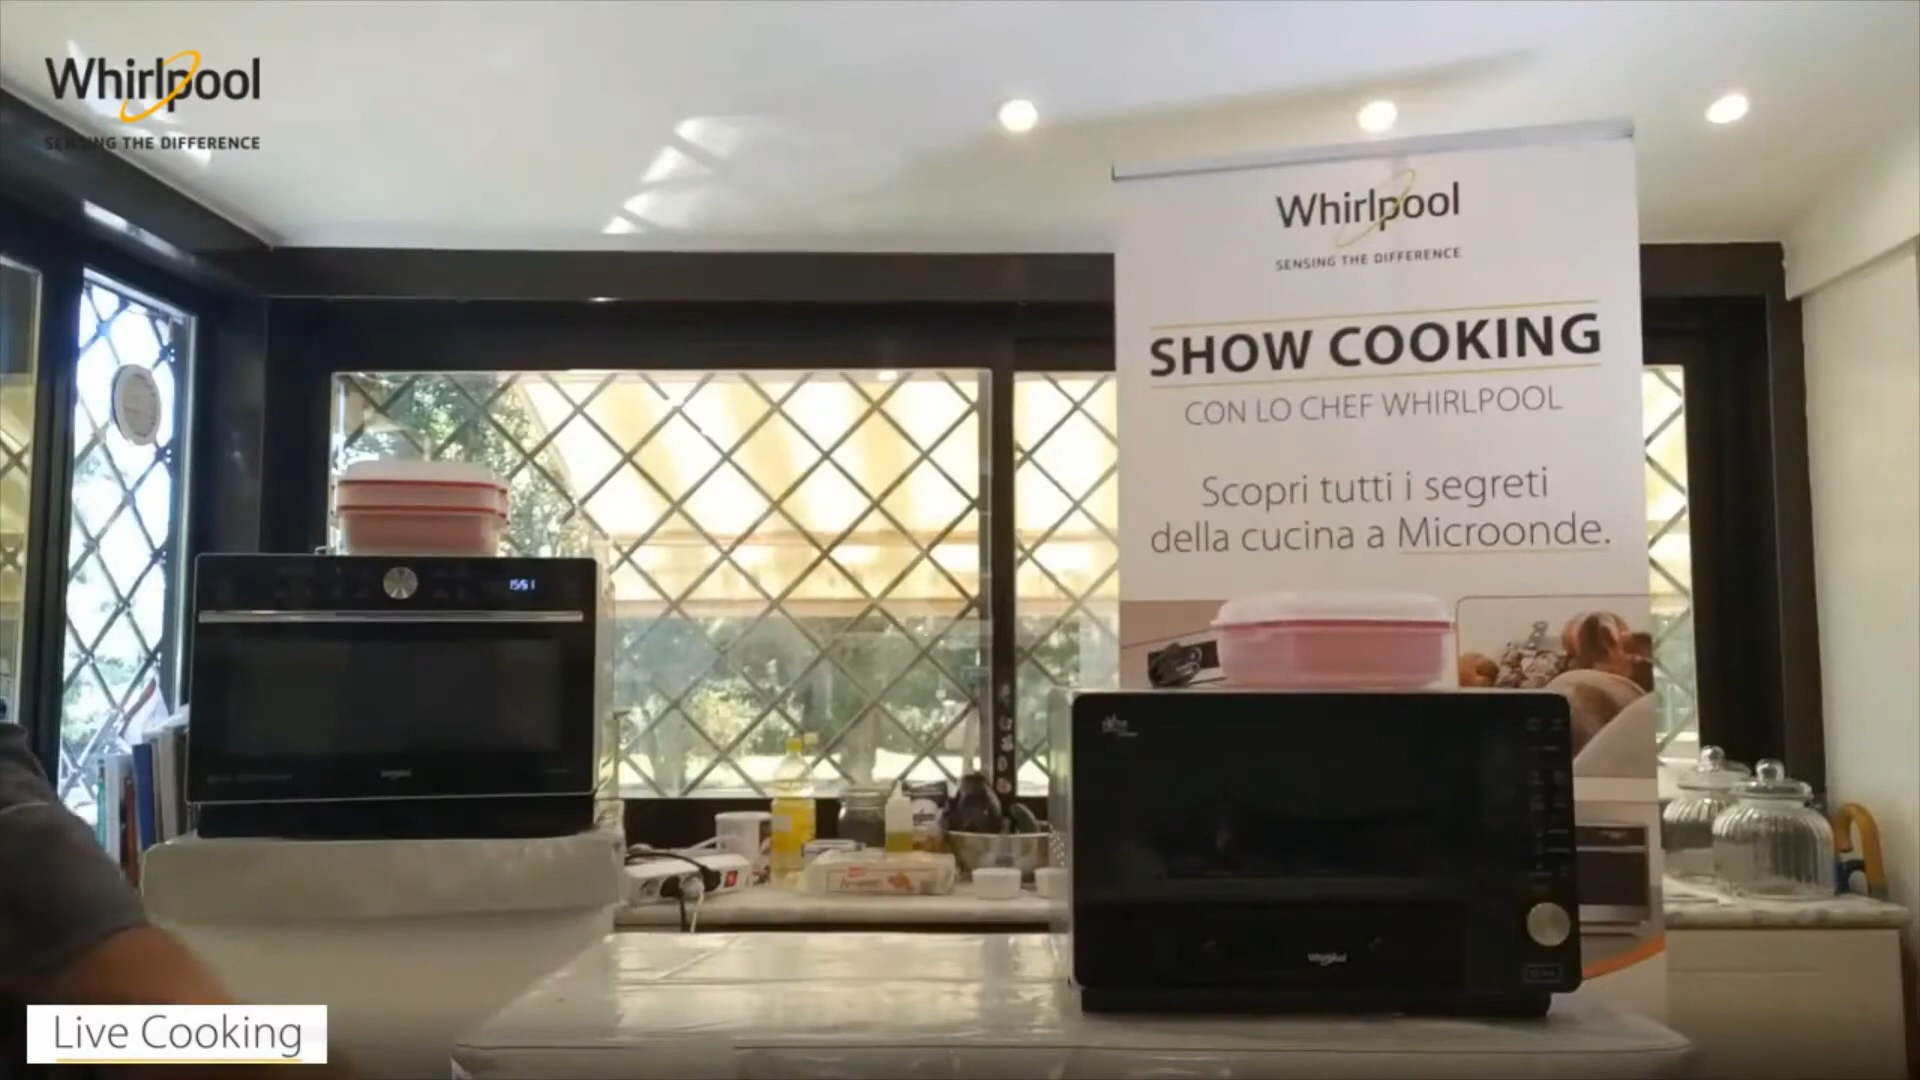 Whirlpool
SENSING THE DIFFERENCE
Whirlpool
SENSING THE DIFFERENCE
SHOW COOKING
CON LO CHEF WHIRLPOOL
Scopri tutti i segreti
della cucina a Microonde.
Whirlpool
Live Cooking